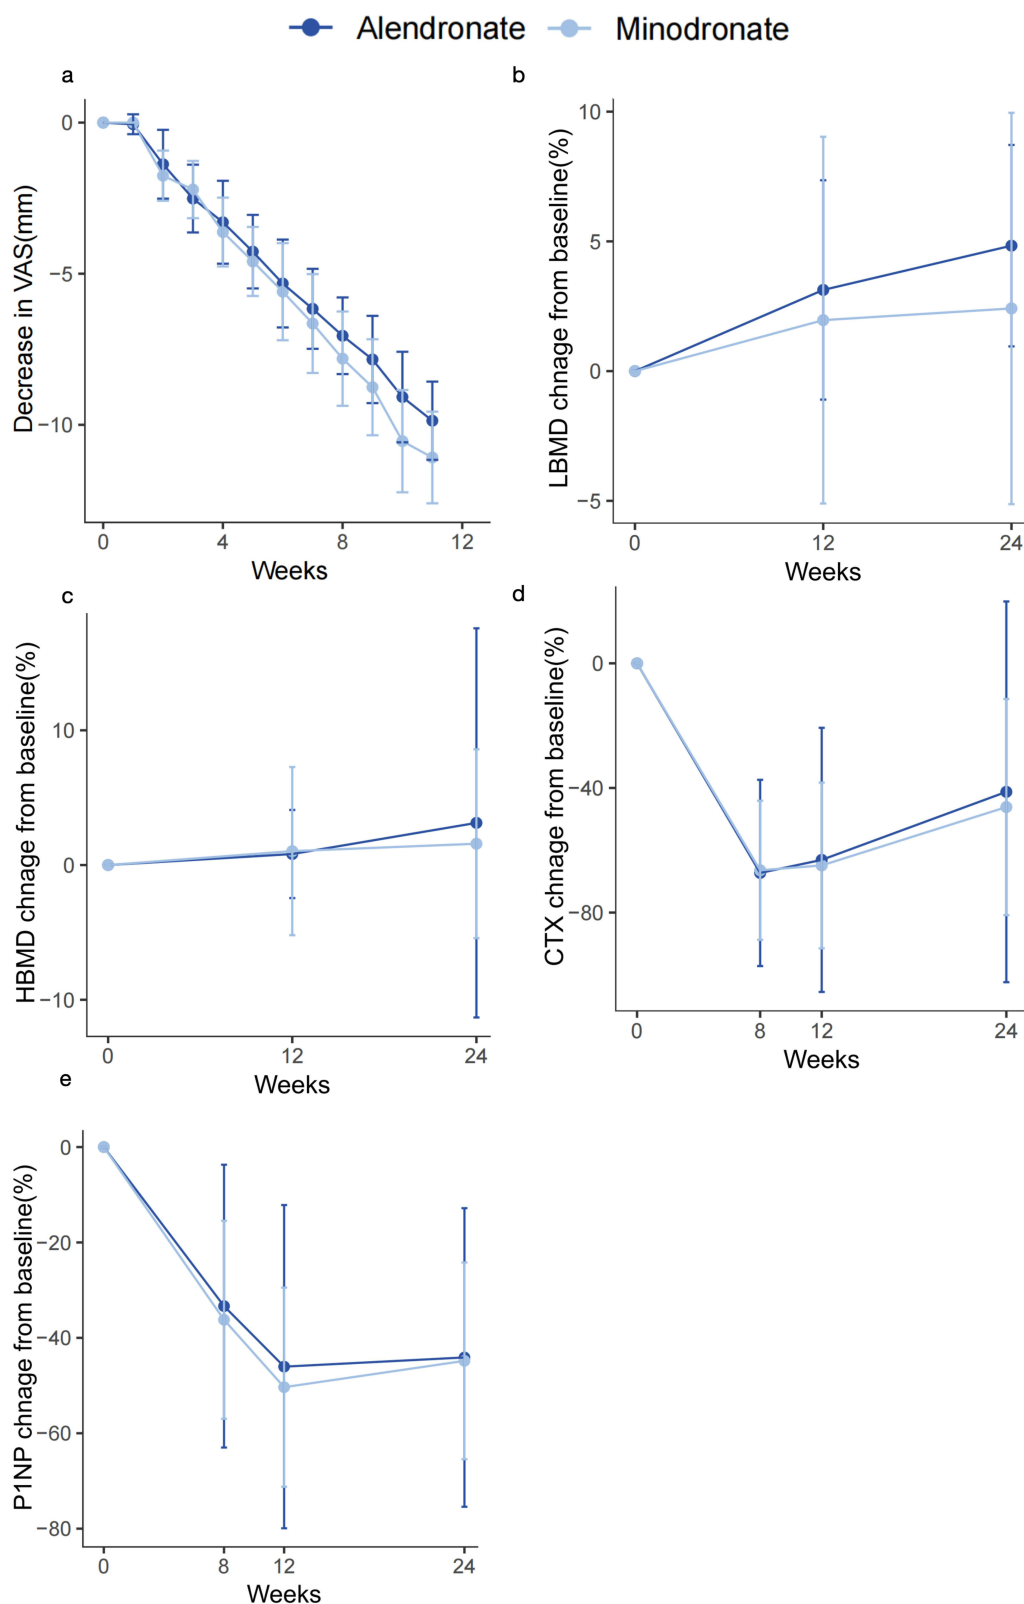 Alendronate Minodronate
a
Decrease in VAS(mm)
0
−5
−10
0 4 8 12
Weeks
b
LBMD chnage from baseline(%)
10
5
0
−5
0 12 24
Weeks
c
HBMD chnage from baseline(%)
10
0
−10
0 12 24
Weeks
d
CTX chnage from baseline(%)
0
−40
−80
0 8 12 24
Weeks
e
P1NP chnage from baseline(%)
0
−20
−40
−60
−80
0 8 12 24
Weeks